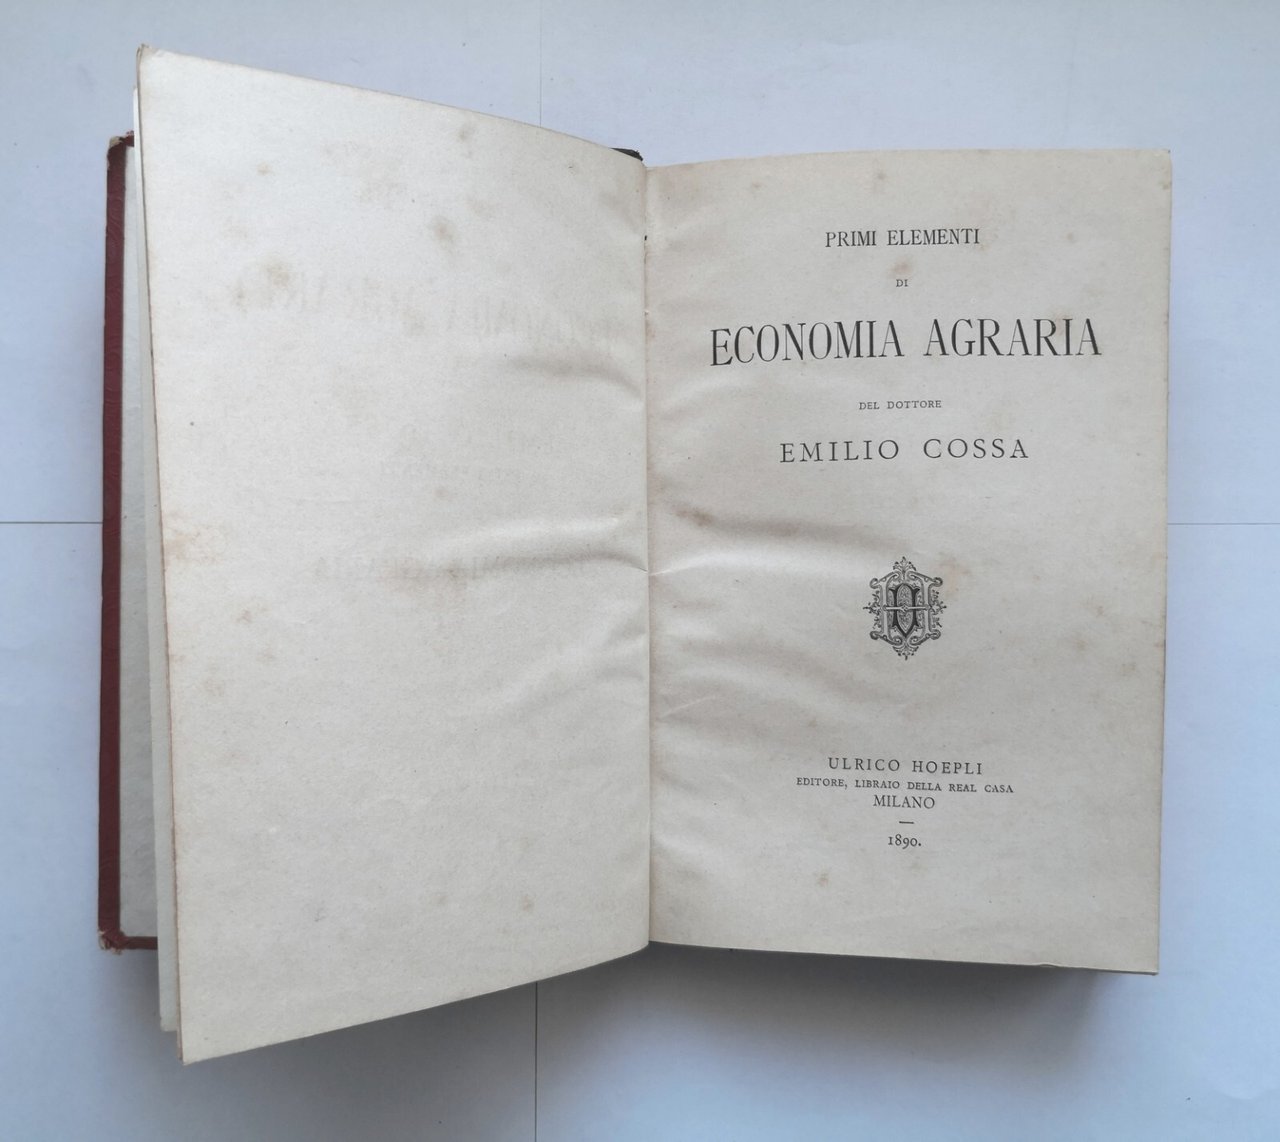 PRIMI ELEMENTI
DI
ECONOMIA AGRARIA
DEL DOTTORE
EMILIO COSSA
ULRICO HOEPLI
EDITORE, LIBRAIO DELLA REAL CASA
MILANO
1890.